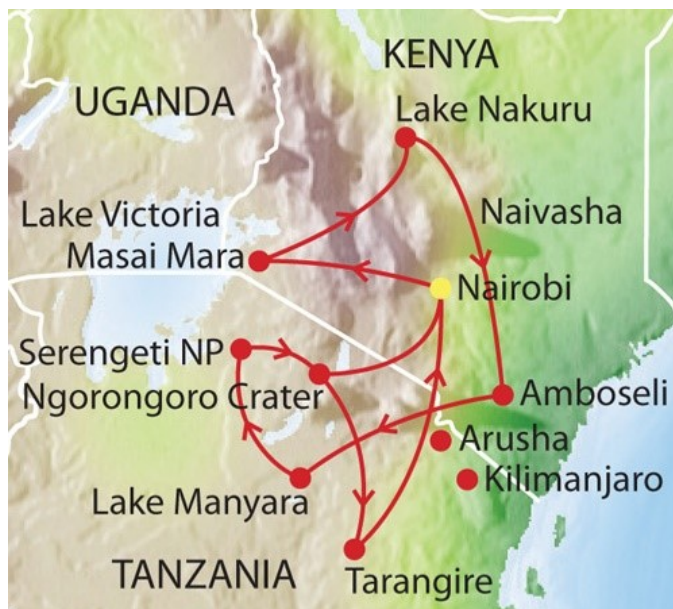 KENYA
UGANDA
Lake Nakuru
Lake Victoria
Naivasha
Masai Mara
Nairobi
Serengeti NP
Ngorongoro Crater
Amboseli
Arusha
Kilimanjaro
Lake Manyara
TANZANIA
Tarangire